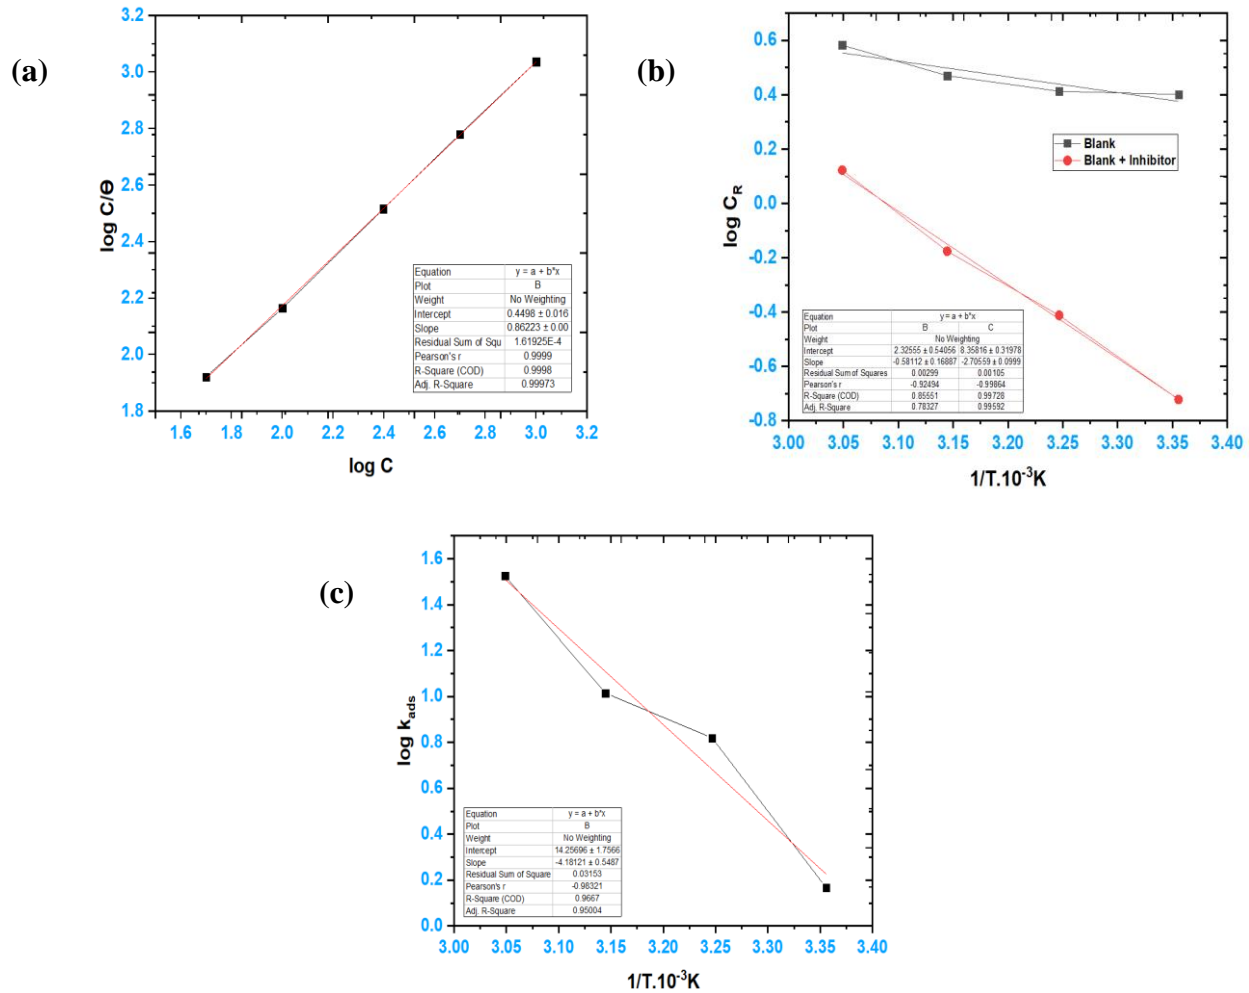 (a)
3.2
3.0
2.8
2.6
2.4
2.2
2.0
1.8
log C/Θ
1.6 1.8 2.0 2.2 2.4 2.6 2.8 3.0 3.2
log C
Equation y = a + b*x
Plot B
Weight No Weighting
Intercept 0.4498 ± 0.016
Slope 0.86223 ± 0.00
Residual Sum of Squ 1.61925E-4
Pearson's r 0.9999
R-Square (COD) 0.9998
Adj. R-Square 0.99973
(b)
0.6
0.4
0.2
0.0
-0.2
-0.4
-0.6
-0.8
log CR
Blank
Blank + Inhibitor
Equation y = a + b*x
Plot B C
Weight No Weighting
Intercept 2.32555 ± 0.54056 8.35816 ± 0.31978
Slope -0.58112 ± 0.16887 -2.70559 ± 0.0999
Residual Sum of Squares 0.00299 0.00105
Pearson's r -0.92494 -0.99864
R-Square (COD) 0.85551 0.99728
Adj. R-Square 0.78327 0.99592
3.00 3.05 3.10 3.15 3.20 3.25 3.30 3.35 3.40
1/T.10-3K
(c)
1.6
1.4
1.2
1.0
0.8
0.6
0.4
0.2
0.0
log kads
Equation y = a + b*x
Plot B
Weight No Weighting
Intercept 14.25696 ± 1.7566
Slope -4.18121 ± 0.5487
Residual Sum of Square 0.03153
Pearson's r -0.98321
R-Square (COD) 0.9667
Adj. R-Square 0.95004
3.00 3.05 3.10 3.15 3.20 3.25 3.30 3.35 3.40
1/T.10-3K